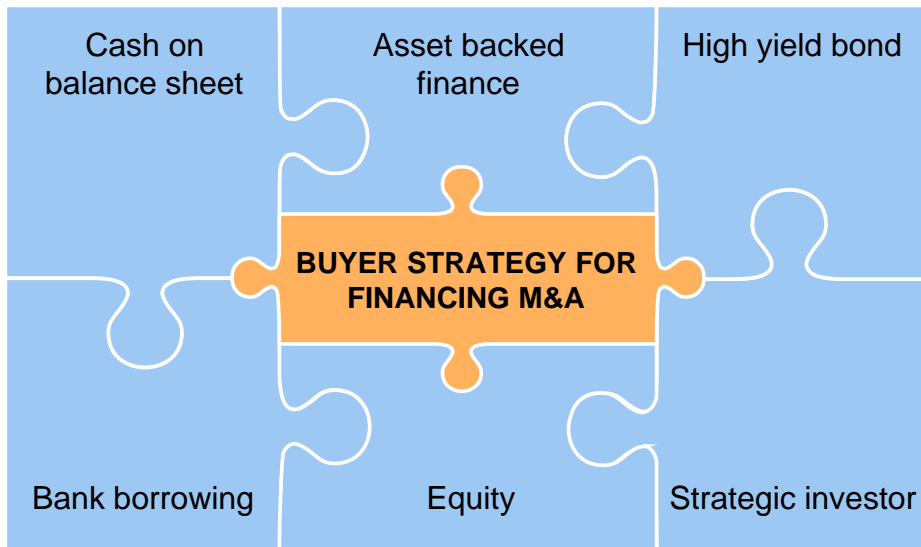 Cash on
balance sheet
Asset backed
finance
High yield bond
BUYER STRATEGY FOR
FINANCING M&A
Bank borrowing
Equity
Strategic investor